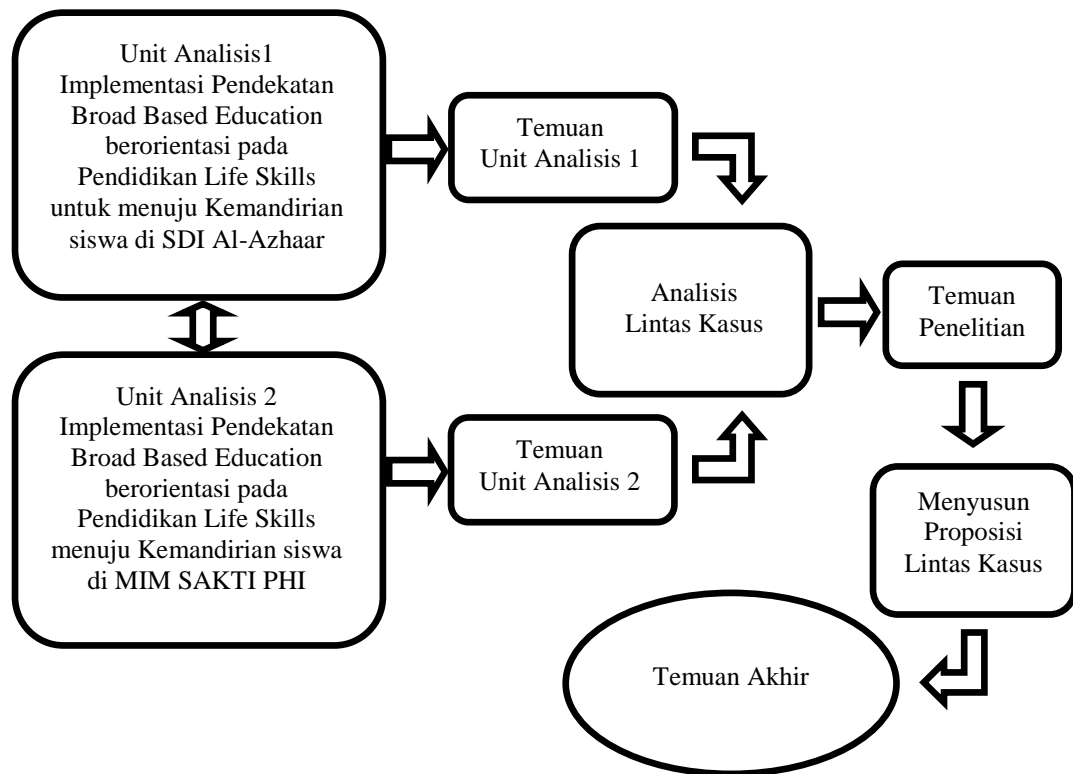 Unit Analisis1
Implementasi Pendekatan
Broad Based Education
berorientasi pada
Pendidikan Life Skills
untuk menuju Kemandirian
siswa di SDI Al-Azhaar
Temuan
Unit Analisis 1
Unit Analisis 2
Implementasi Pendekatan
Broad Based Education
berorientasi pada
Pendidikan Life Skills
menuju Kemandirian siswa
di MIM SAKTI PHI
Temuan
Unit Analisis 2
Analisis
Lintas Kasus
Temuan
Penelitian
Menyusun
Proposisi
Lintas Kasus
Temuan Akhir